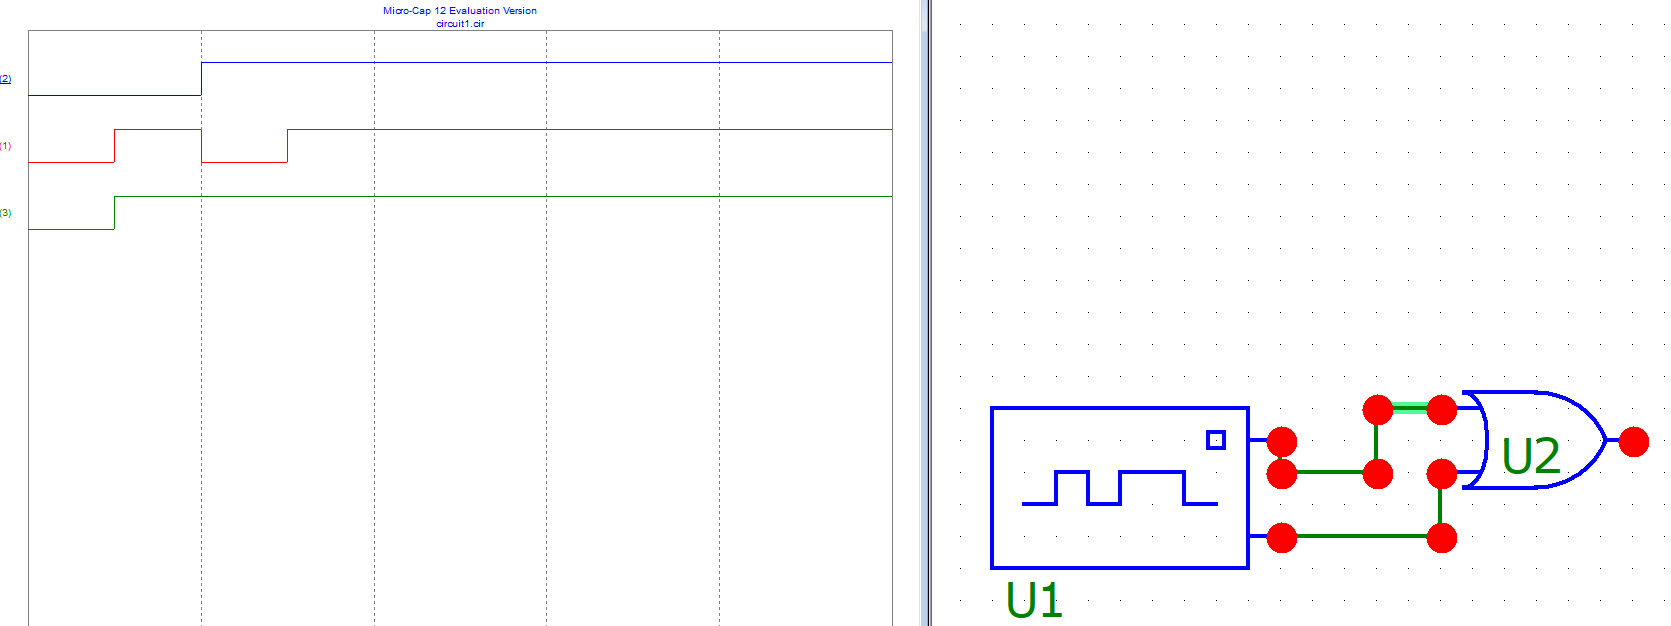 Micro-Cap 12 Evaluation Version
circuit1.cir
(2)
(1)
(3)
U2
U1